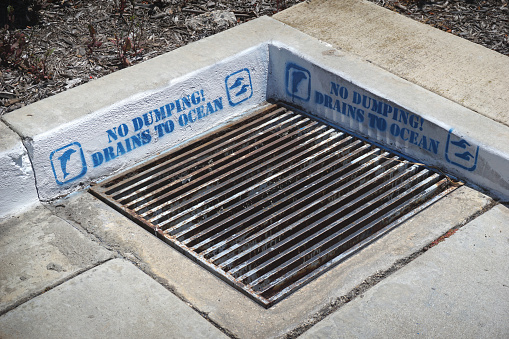 NO DUMPING!
DRAINS TO OCEAN
NO DUMPING!
DRAINS TO OCEAN